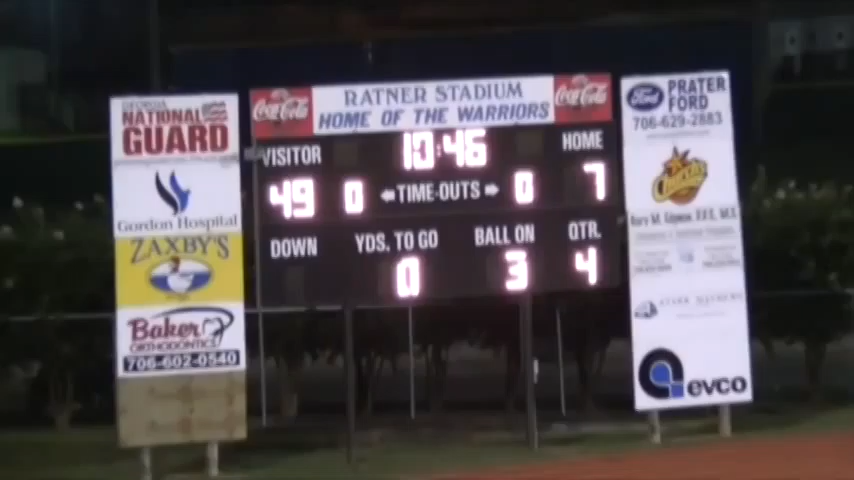 GEORGIA
NATIONAL
GUARD
Gordon Hospital
ZAXBY'S
Baker
ORTHODONTICS
706-602-0540
Coca-Cola
RATNER STADIUM
HOME OF THE WARRIORS
Coca-Cola
VISITOR
10:46
HOME
49
0
TIME-OUTS
0
7
DOWN
YDS. TO GO
BALL ON
QTR.
0
3
4
Ford
PRATER
FORD
706-629-2883
evco